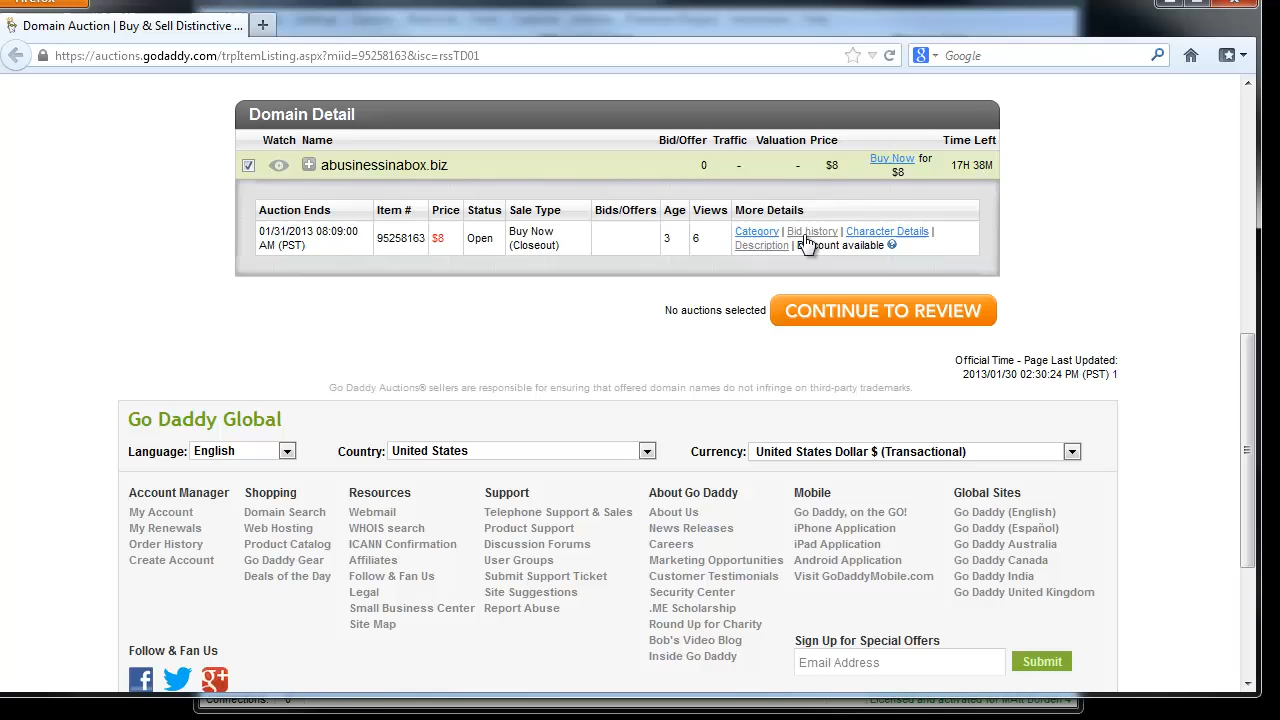 Firefox
Domain Auction | Buy & Sell Distinctive ...
https://auctions.godaddy.com/trpItemListing.aspx?miid=95258163&isc=rssTD01
Google
Domain Detail
Watch Name Bid/Offer Traffic Valuation Price Time Left
abusinessinabox.biz 0 - - $8 Buy Now for $8 17H 38M
Auction Ends Item # Price Status Sale Type Bids/Offers Age Views More Details
01/31/2013 08:09:00 AM (PST) 95258163 $8 Open Buy Now (Closeout) 3 6 Category | Bid history | Character Details |
Description | count available
No auctions selected CONTINUE TO REVIEW
Official Time - Page Last Updated:
2013/01/30 02:30:24 PM (PST) 1
Go Daddy Auctions® sellers are responsible for ensuring that offered domain names do not infringe on third-party trademarks.
Go Daddy Global
Language: English Country: United States Currency: United States Dollar $ (Transactional)
Account Manager
My Account
My Renewals
Order History
Create Account
Shopping
Domain Search
Web Hosting
Product Catalog
Go Daddy Gear
Deals of the Day
Resources
Webmail
WHOIS search
ICANN Confirmation
Affiliates
Follow & Fan Us
Legal
Small Business Center
Site Map
Support
Telephone Support & Sales
Product Support
Discussion Forums
User Groups
Submit Support Ticket
Site Suggestions
Report Abuse
About Go Daddy
About Us
News Releases
Careers
Marketing Opportunities
Customer Testimonials
Security Center
.ME Scholarship
Round Up for Charity
Bob's Video Blog
Inside Go Daddy
Mobile
Go Daddy, on the GO!
iPhone Application
iPad Application
Android Application
Visit GoDaddyMobile.com
Global Sites
Go Daddy (English)
Go Daddy (Español)
Go Daddy Australia
Go Daddy Canada
Go Daddy India
Go Daddy United Kingdom
Follow & Fan Us
Sign Up for Special Offers
Email Address Submit
Connections: 0 Licensed and activated for MAtt Borden 4